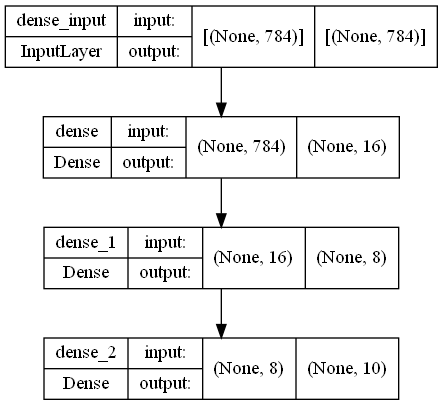 dense_input input: [(None, 784)] [(None, 784)]
InputLayer output:
dense input: (None, 784) (None, 16)
Dense output:
dense_1 input: (None, 16) (None, 8)
Dense output:
dense_2 input: (None, 8) (None, 10)
Dense output: